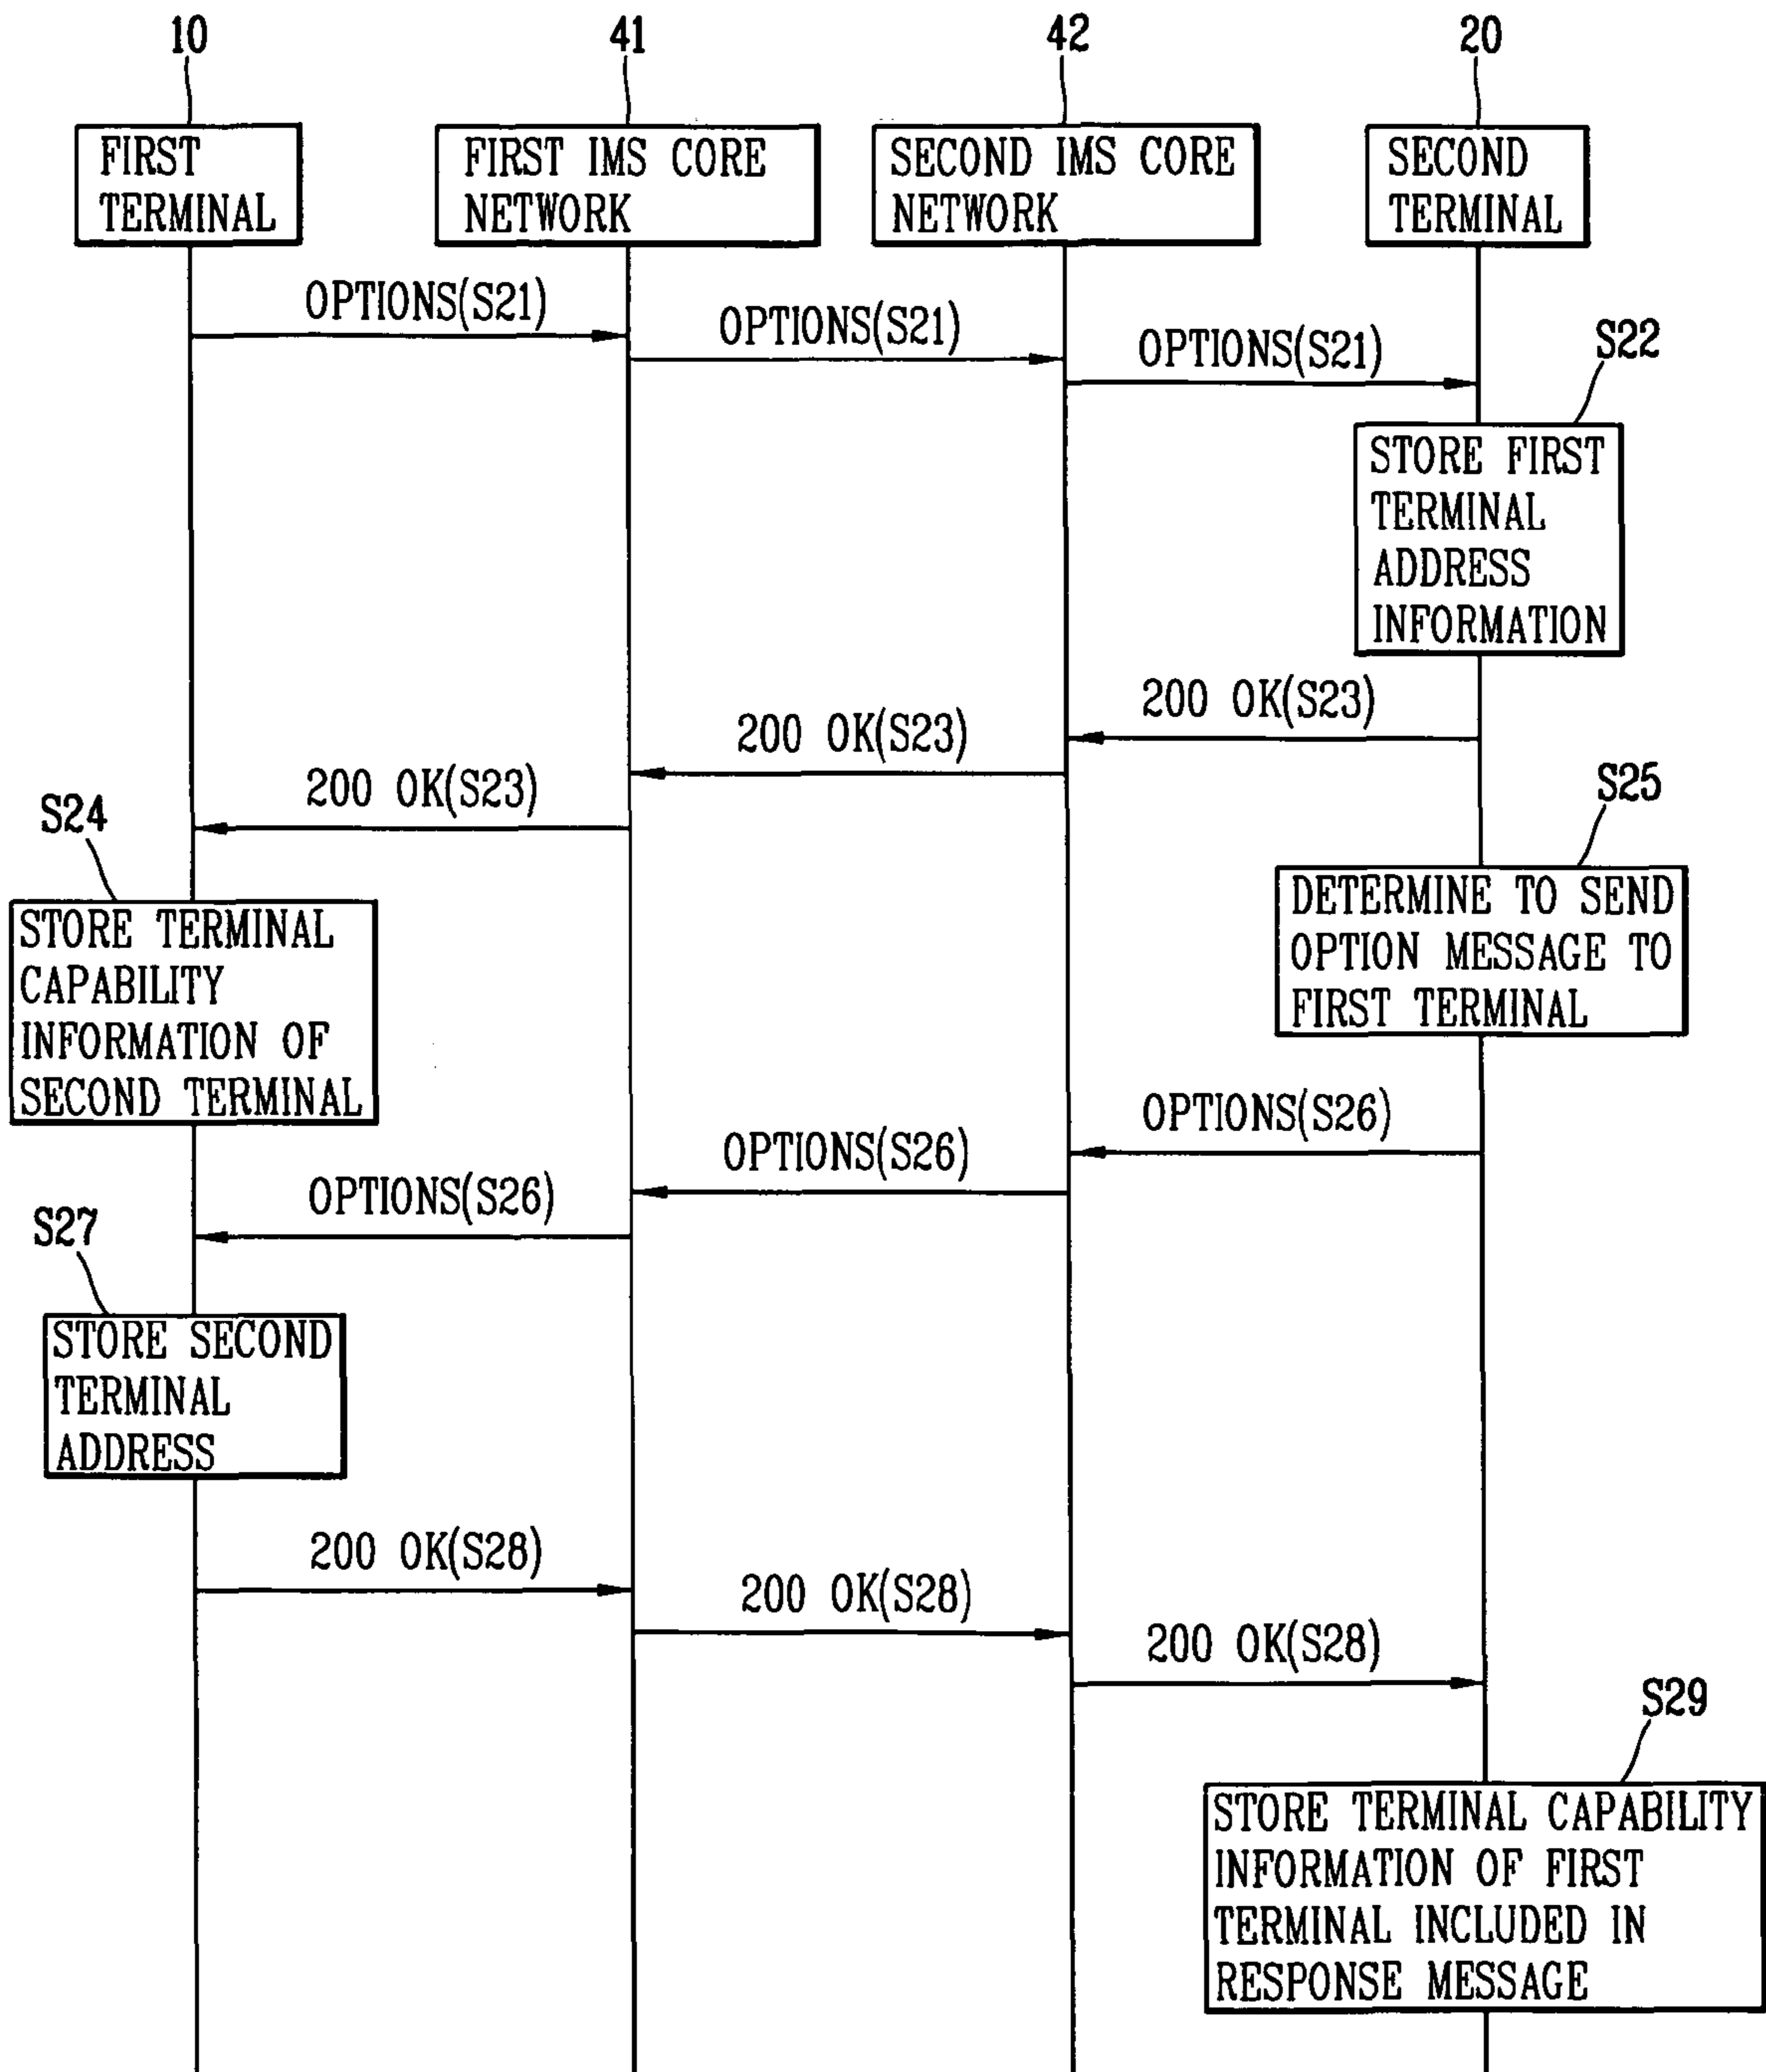 10
41
42
20
FIRST
TERMINAL
FIRST IMS CORE
NETWORK
SECOND IMS CORE
NETWORK
SECOND
TERMINAL
OPTIONS(S21)
OPTIONS(S21)
OPTIONS(S21)
S22
STORE FIRST
TERMINAL
ADDRESS
INFORMATION
200 OK(S23)
200 OK(S23)
200 OK(S23)
S24
STORE TERMINAL
CAPABILITY
INFORMATION OF
SECOND TERMINAL
S25
DETERMINE TO SEND
OPTION MESSAGE TO
FIRST TERMINAL
OPTIONS(S26)
OPTIONS(S26)
OPTIONS(S26)
S27
STORE SECOND
TERMINAL
ADDRESS
200 OK(S28)
200 OK(S28)
200 OK(S28)
S29
STORE TERMINAL CAPABILITY
INFORMATION OF FIRST
TERMINAL INCLUDED IN
RESPONSE MESSAGE